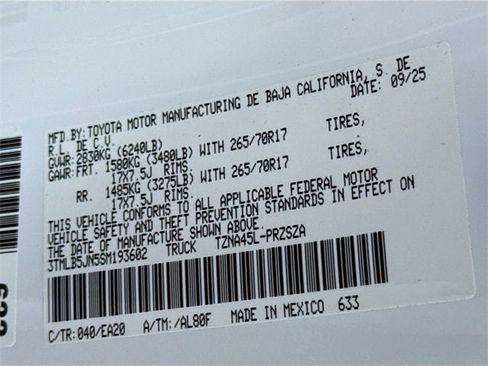 MFD.BY:TOYOTA MOTOR MANUFACTURING DE BAJA CALIFORNIA, S. DE
R.L. DE C.V. DATE: 09/25
GVWR: 2830KG (6240LB)
GAWR: FRT. 1580KG (3480LB) WITH 265/70R17 TIRES,
17X7.5J RIMS
RR. 1485KG (3275LB) WITH 265/70R17 TIRES,
17X7.5J RIMS
THIS VEHICLE CONFORMS TO ALL APPLICABLE FEDERAL MOTOR
VEHICLE SAFETY AND THEFT PREVENTION STANDARDS IN EFFECT ON
THE DATE OF MANUFACTURE SHOWN ABOVE.
3TMLB5JN5SM193602 TRUCK TZNA45L-PRZSZA
C/TR: 040/EA20 A/TM: /AL80F MADE IN MEXICO 633